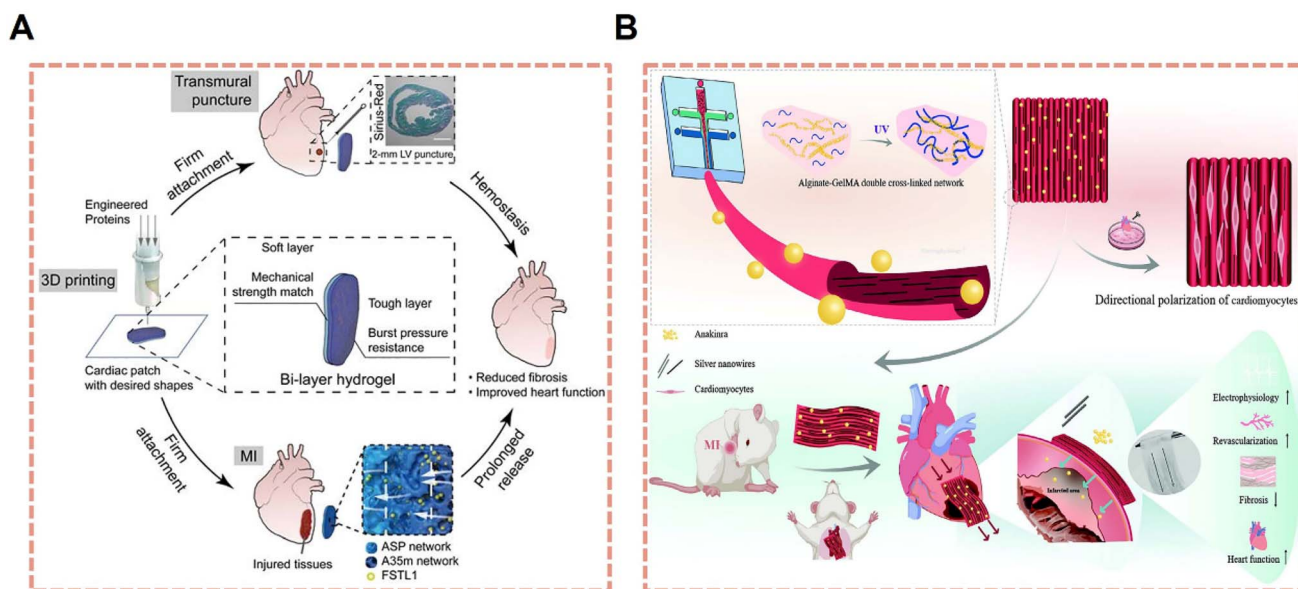 A
Transmural
puncture
Sirius-Red
2-mm LV puncture
Firm
attachment
Hemostasis
Engineered
Proteins
3D printing
Soft layer
Mechanical
strength match
Tough layer
Burst pressure
resistance
Bi-layer hydrogel
Cardiac patch
with desired shapes
• Reduced fibrosis
• Improved heart function
Firm
attachment
MI
Prolonged
release
Injured tissues
ASP network
A35m network
FSTL1
B
UV
Alginate-GelMA double cross-linked network
Ddirectional polarization of cardiomyocytes
Anakinra
Silver nanowires
Cardiomyocytes
MI
Infarcted area
Electrophysiology ↑
Revascularization ↑
Fibrosis ↓
Heart function ↑